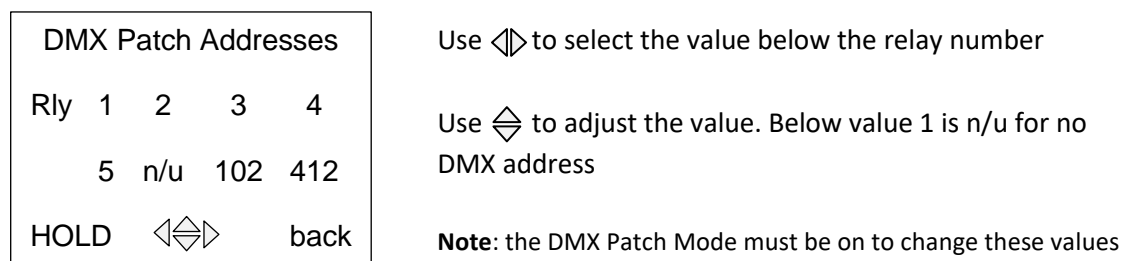 DMX Patch Addresses
Rly 1 2 3 4
5 n/u 102 412
HOLD back
Use to select the value below the relay number
Use to adjust the value. Below value 1 is n/u for no
DMX address
Note: the DMX Patch Mode must be on to change these values